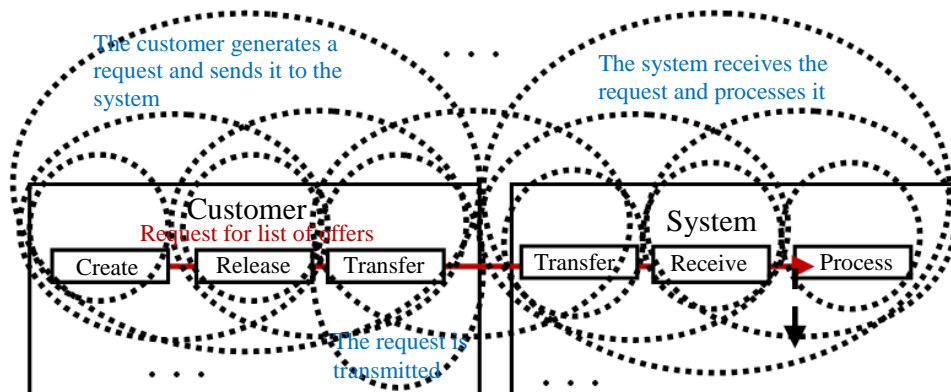 The customer generates a
request and sends it to the
system
. . .
The system receives the
request and processes it
Customer
System
Request for list of offers
Create
Release
Transfer
Transfer
Receive
Process
The request is
transmitted
. . .
. . .